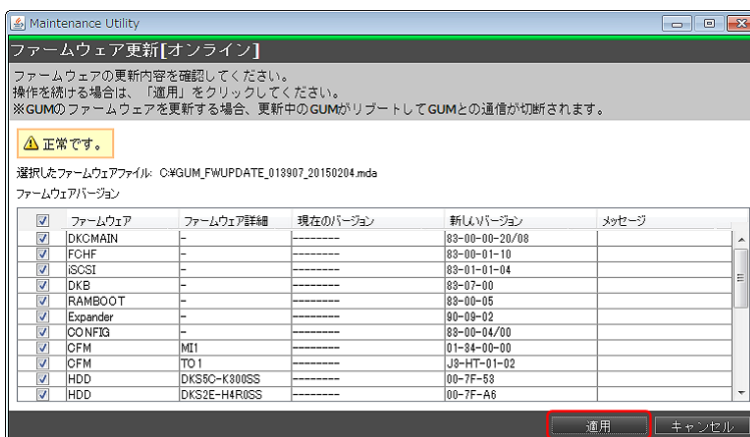 Maintenance Utility
ファームウェア更新[オンライン]
ファームウェアの更新内容を確認してください。
操作を続ける場合は、「適用」をクリックしてください。
※GUMのファームウェアを更新する場合、更新中のGUMがリブートしてGUMとの通信が切断されます。
正常です。
選択したファームウェアファイル: C:¥GUM_FWUPDATE_013907_20150204.mda
ファームウェアバージョン
ファームウェア ファームウェア詳細 現在のバージョン 新しいバージョン メッセージ
DKCMAIN - -------- 83-00-00-20/08
FCHF - -------- 83-00-01-10
iSCSI - -------- 83-01-01-04
DKB - -------- 83-07-00
RAMBOOT - -------- 83-00-05
Expander - -------- 90-09-02
CONFIG - -------- 83-00-04/00
CFM MI1 -------- 01-34-00-00
CFM TO1 -------- J3-HT-01-02
HDD DKS5C-K300SS -------- 00-7F-53
HDD DKS2E-H4R0SS -------- 00-7F-A6
適用 キャンセル